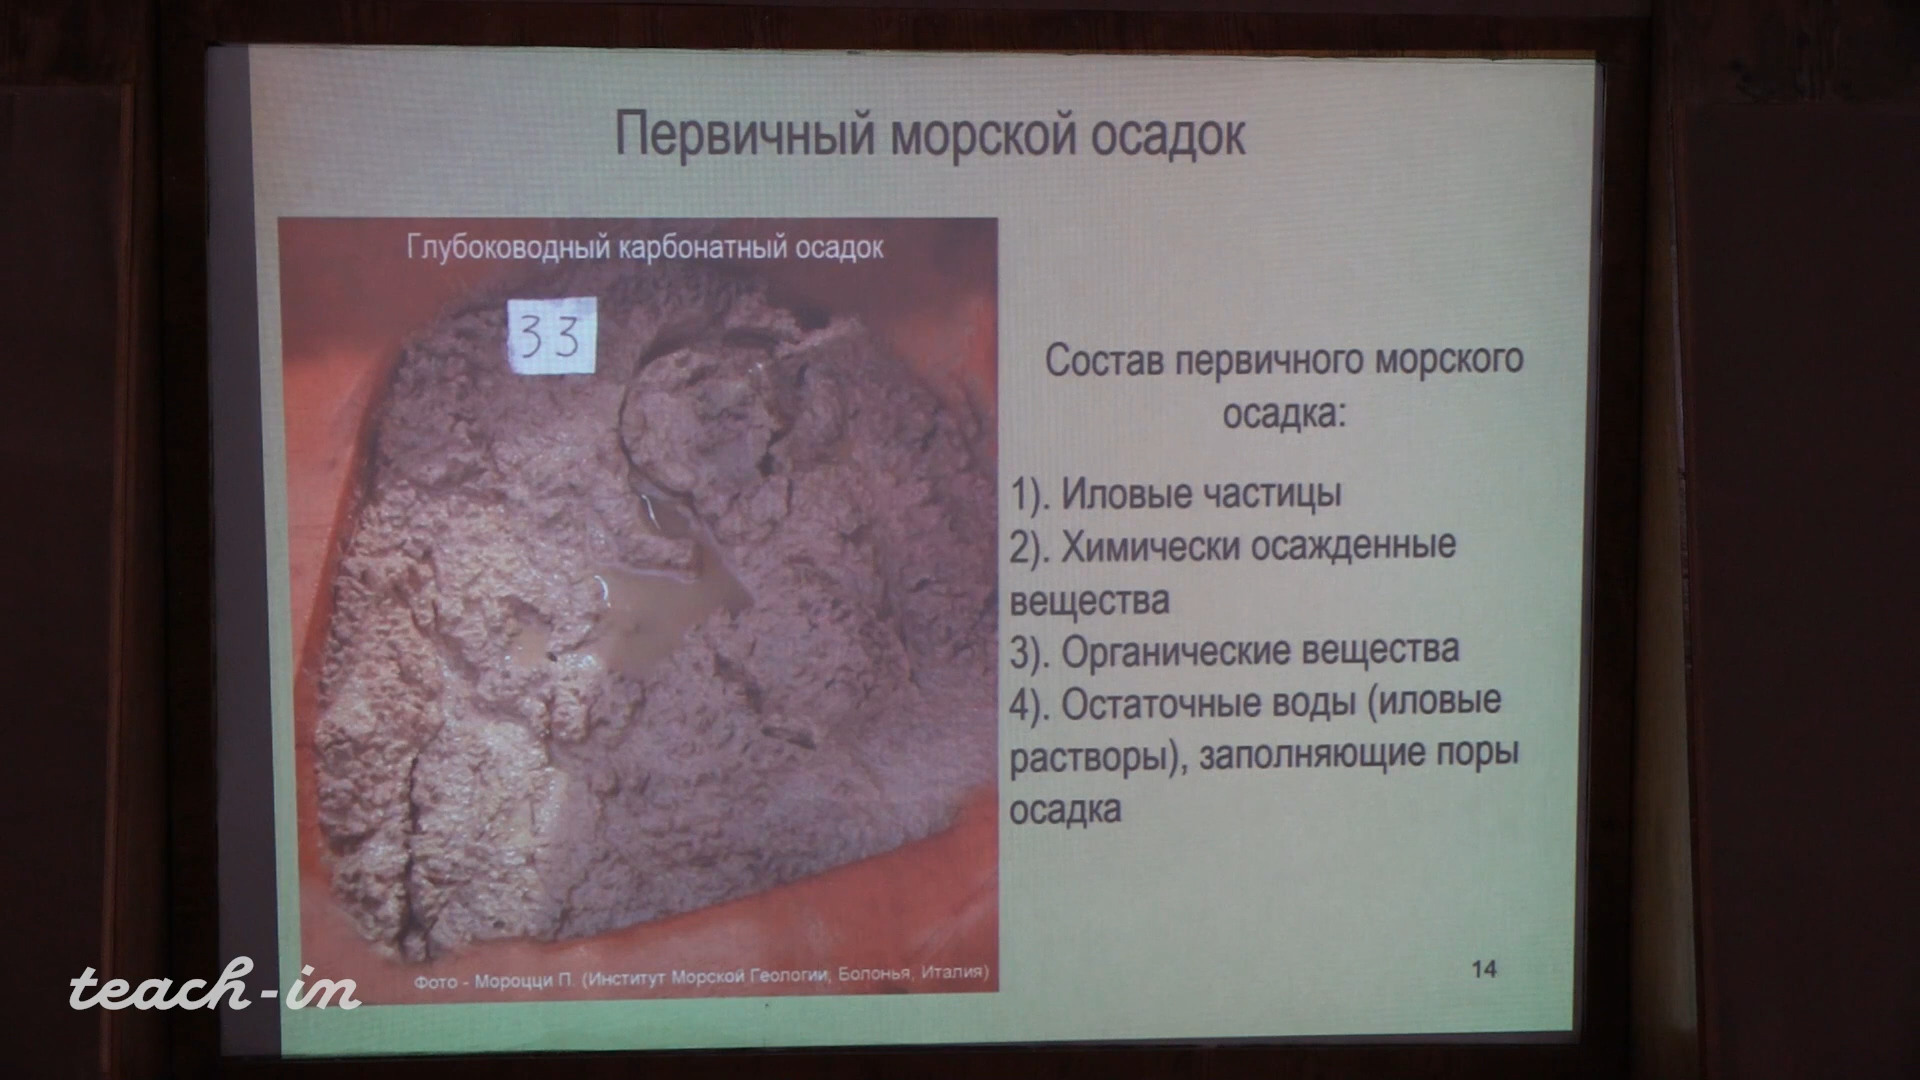 Первичный морской осадок
Глубоководный карбонатный осадок
33
Состав первичного морского
осадка:
1). Иловые частицы
2). Химически осажденные
вещества
3). Органические вещества
4). Остаточные воды (иловые
растворы), заполняющие поры
осадка
Фото - Мороцци П. (Институт Морской Геологии, Болонья, Италия)
14
teach-in